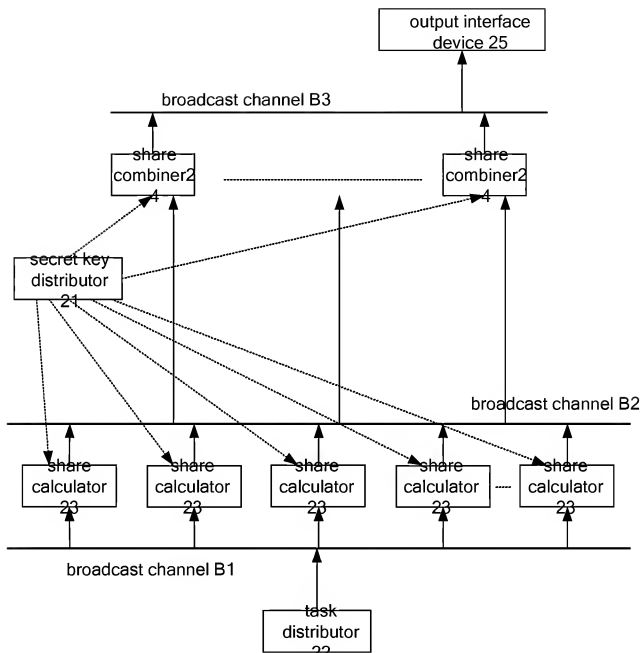 output interface
device 25
broadcast channel B3
share
combiner2
4
share
combiner2
4
secret key
distributor
21
broadcast channel B2
share
calculator
23
share
calculator
23
share
calculator
23
share
calculator
23
share
calculator
23
broadcast channel B1
task
distributor
22